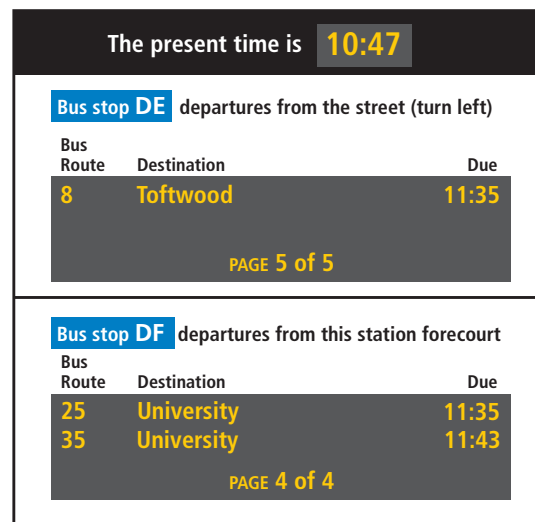 The present time is 10:47
Bus stop DE departures from the street (turn left)
Bus
Route Destination Due
8 Toftwood 11:35
PAGE 5 of 5
Bus stop DF departures from this station forecourt
Bus
Route Destination Due
25 University 11:35
35 University 11:43
PAGE 4 of 4